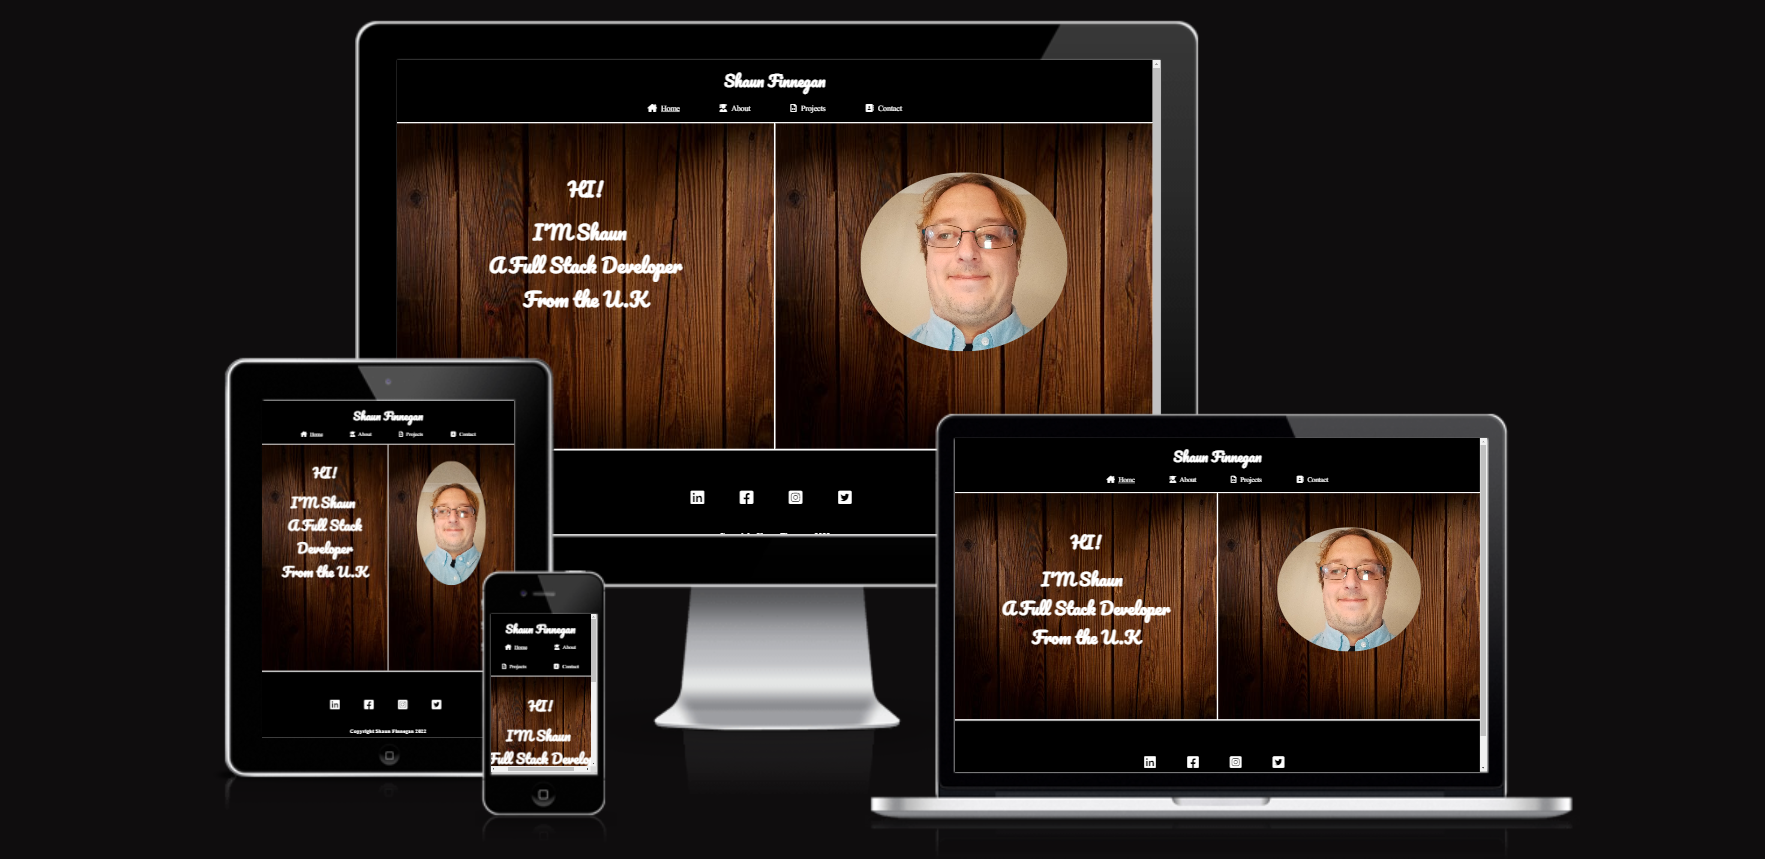 Shaun Finnegan
Home About Projects Contact
HI!
I'M Shaun
A Full Stack Developer
From the U.K
Shaun Finnegan
Home About Projects Contact
HI!
I'M Shaun
A Full Stack
Developer
From the U.K
Copyright Shaun Finnegan 2022
Shaun Finnegan
Home About
Projects Contact
HI!
I'M Shaun
Full Stack Develop
Shaun Finnegan
Home About Projects Contact
HI!
I'M Shaun
A Full Stack Developer
From the U.K